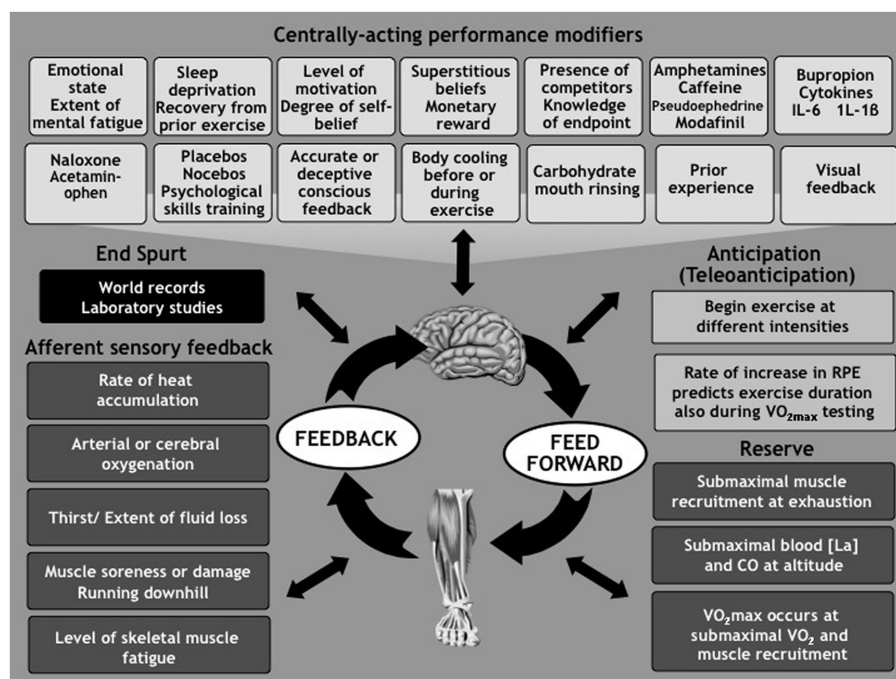 Centrally-acting performance modifiers
Emotional
state
Extent of
mental fatigue
Sleep
deprivation
Recovery from
prior exercise
Level of
motivation
Degree of self-
belief
Superstitious
beliefs
Monetary
reward
Presence of
competitors
Knowledge
of endpoint
Amphetamines
Caffeine
Pseudoephedrine
Modafinil
Bupropion
Cytokines
IL-6 1L-1ß
Naloxone
Acetamin-
ophen
Placebos
Nocebos
Psychological
skills training
Accurate or
deceptive
conscious
feedback
Body cooling
before or
during
exercise
Carbohydrate
mouth rinsing
Prior
experience
Visual
feedback
End Spurt
World records
Laboratory studies
Afferent sensory feedback
Rate of heat
accumulation
Arterial or cerebral
oxygenation
Thirst/ Extent of fluid loss
Muscle soreness or damage
Running downhill
Level of skeletal muscle
fatigue
FEEDBACK
FEED
FORWARD
Anticipation
(Teleoanticipation)
Begin exercise at
different intensities
Rate of increase in RPE
predicts exercise duration
also during VO2max testing
Reserve
Submaximal muscle
recruitment at exhaustion
Submaximal blood [La]
and CO at altitude
VO2max occurs at
submaximal VO2 and
muscle recruitment